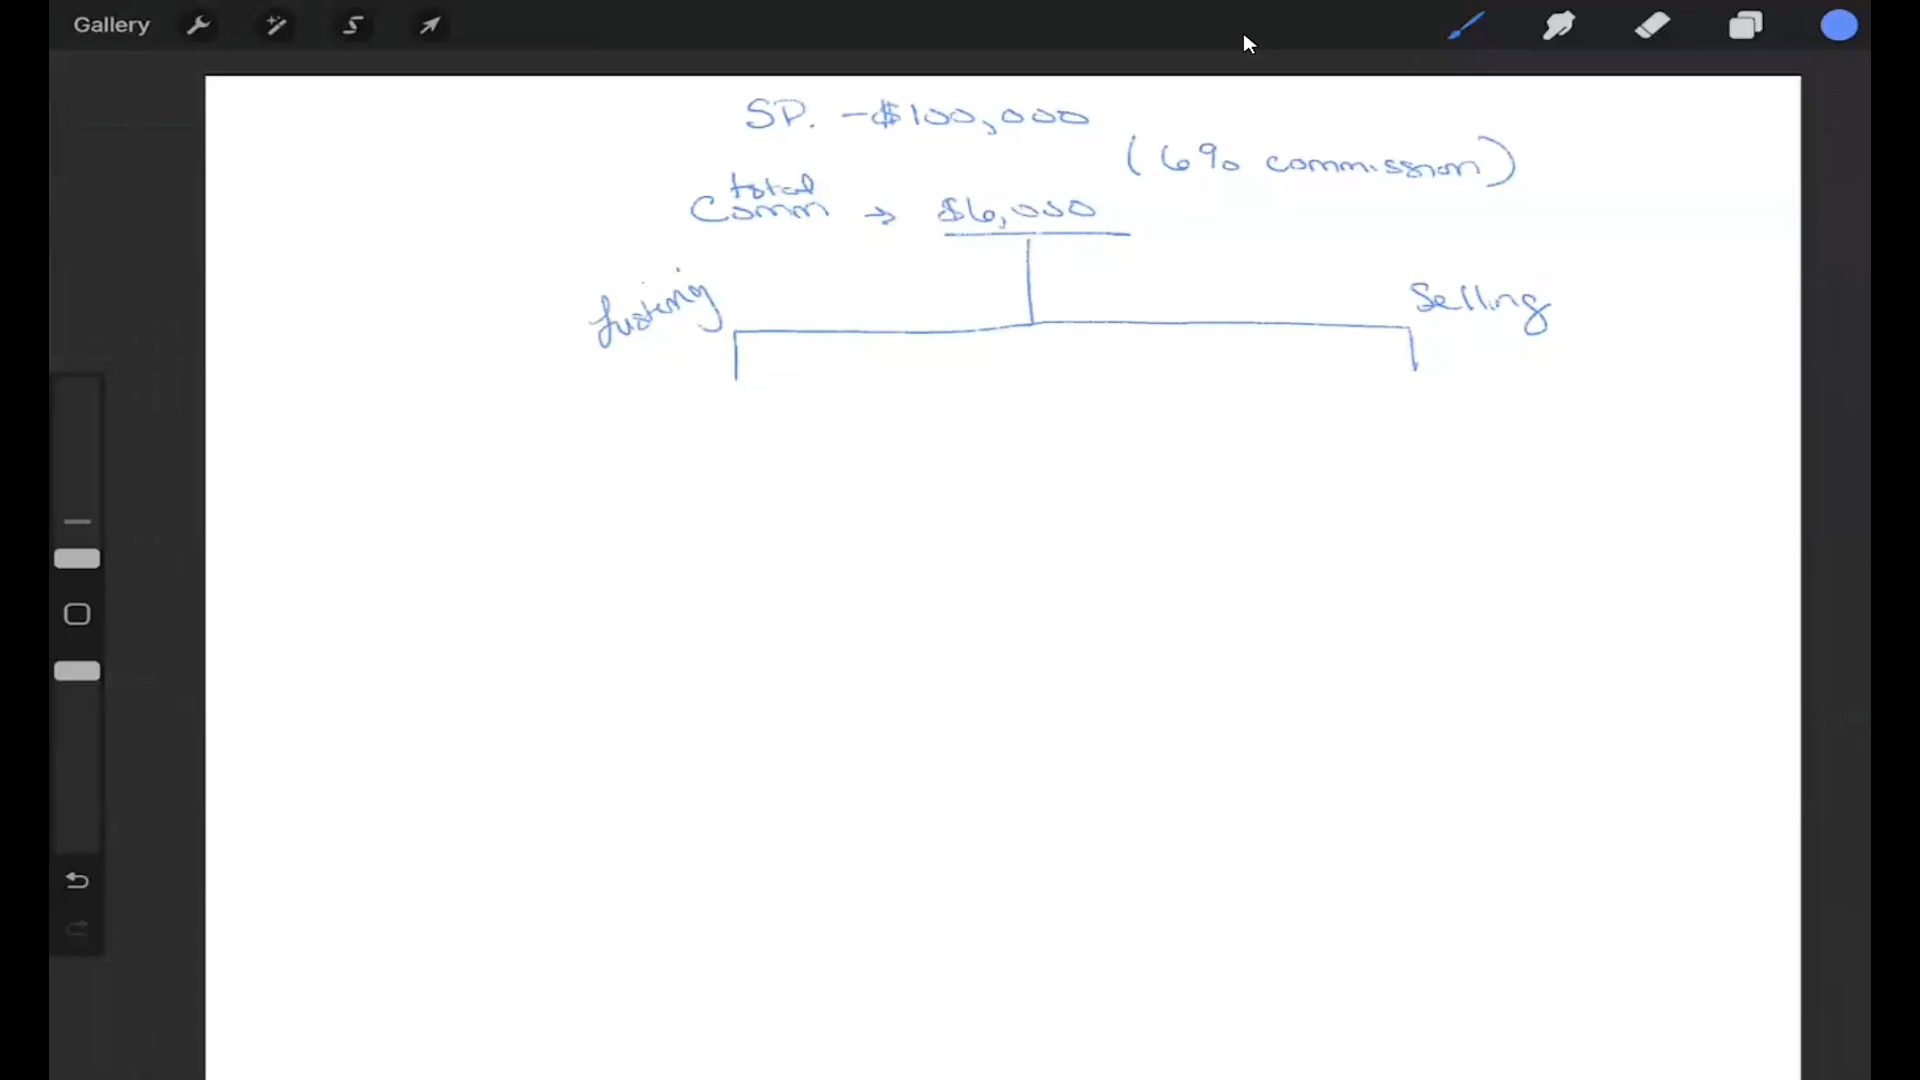 Gallery
SP. - $100,000
(6% commission)
total
Comm → $6,000
Listing
Selling